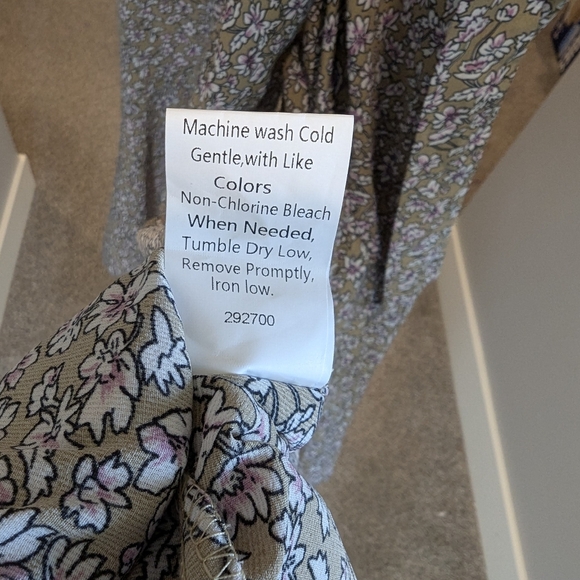 Machine wash Cold
Gentle,with Like
Colors
Non-Chlorine Bleach
When Needed,
Tumble Dry Low,
Remove Promptly,
Iron low.
292700